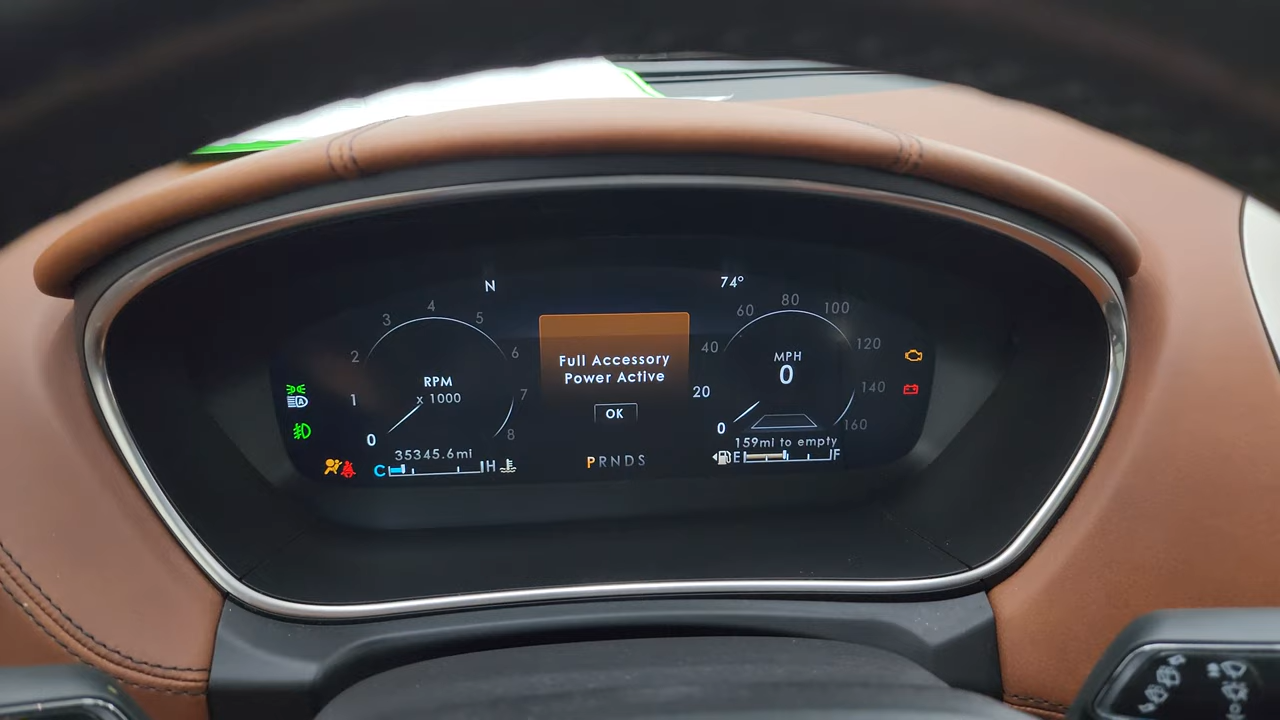 N
74°
4
3
5
2
6
1
7
0
8
RPM
x 1000
35345.6mi
C
H
Full Accessory
Power Active
OK
PRNDS
80
60
100
40
120
20
140
0
160
MPH
0
159mi to empty
E
F
A